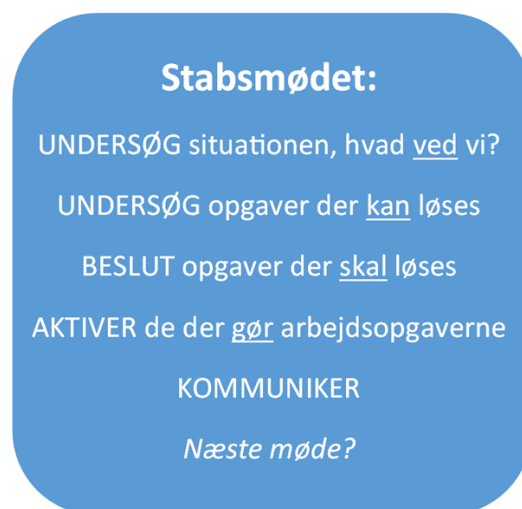 Stabsmødet:
UNDERSØG situationen, hvad ved vi?
UNDERSØG opgaver der kan løses
BESLUT opgaver der skal løses
AKTIVER de der gør arbejdsopgaverne
KOMMUNIKER
Næste møde?